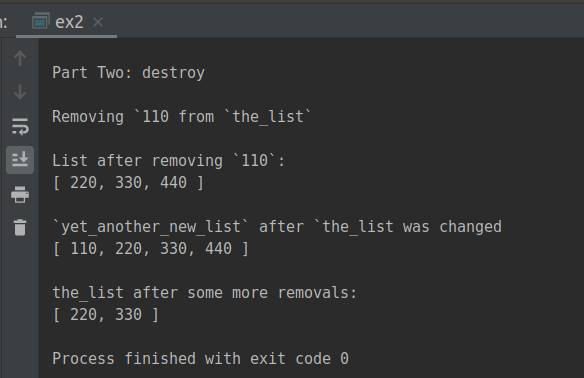 n:
ex2
Part Two: destroy
Removing `110 from `the_list`
List after removing `110`:
[ 220, 330, 440 ]
`yet_another_new_list` after `the_list was changed
[ 110, 220, 330, 440 ]
the_list after some more removals:
[ 220, 330 ]
Process finished with exit code 0